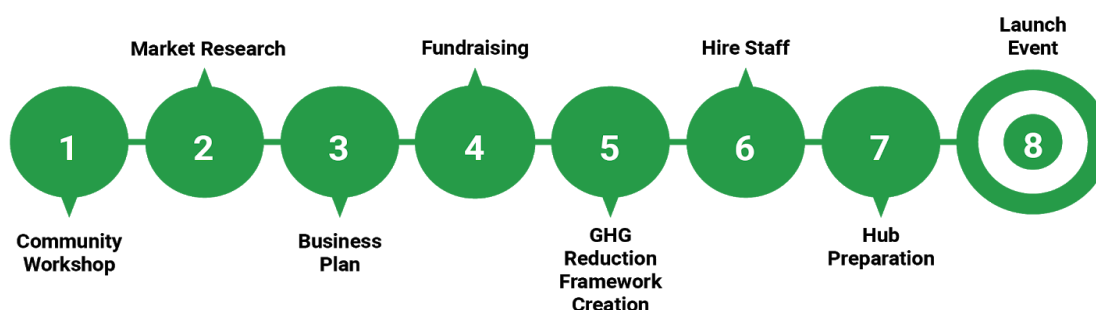 Launch
Event
Market Research
Fundraising
Hire Staff
1
2
3
4
5
6
7
8
Community
Workshop
Business
Plan
GHG
Reduction
Framework
Creation
Hub
Preparation